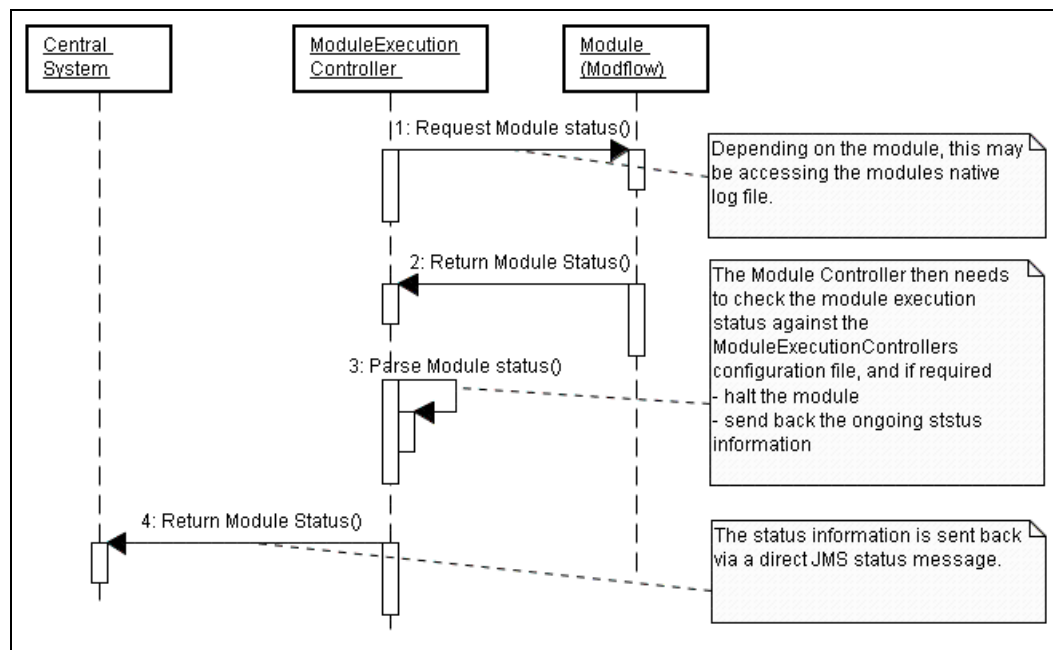 Central
System
ModuleExecution
Controller
Module
(Modflow)
1: Request Module status()
Depending on the module, this may
be accessing the modules native
log file.
2: Return Module Status()
The Module Controller then needs
to check the module execution
status against the
ModuleExecutionControllers
configuration file, and if required
- halt the module
- send back the ongoing ststus
information
3: Parse Module status()
4: Return Module Status()
The status information is sent back
via a direct JMS status message.